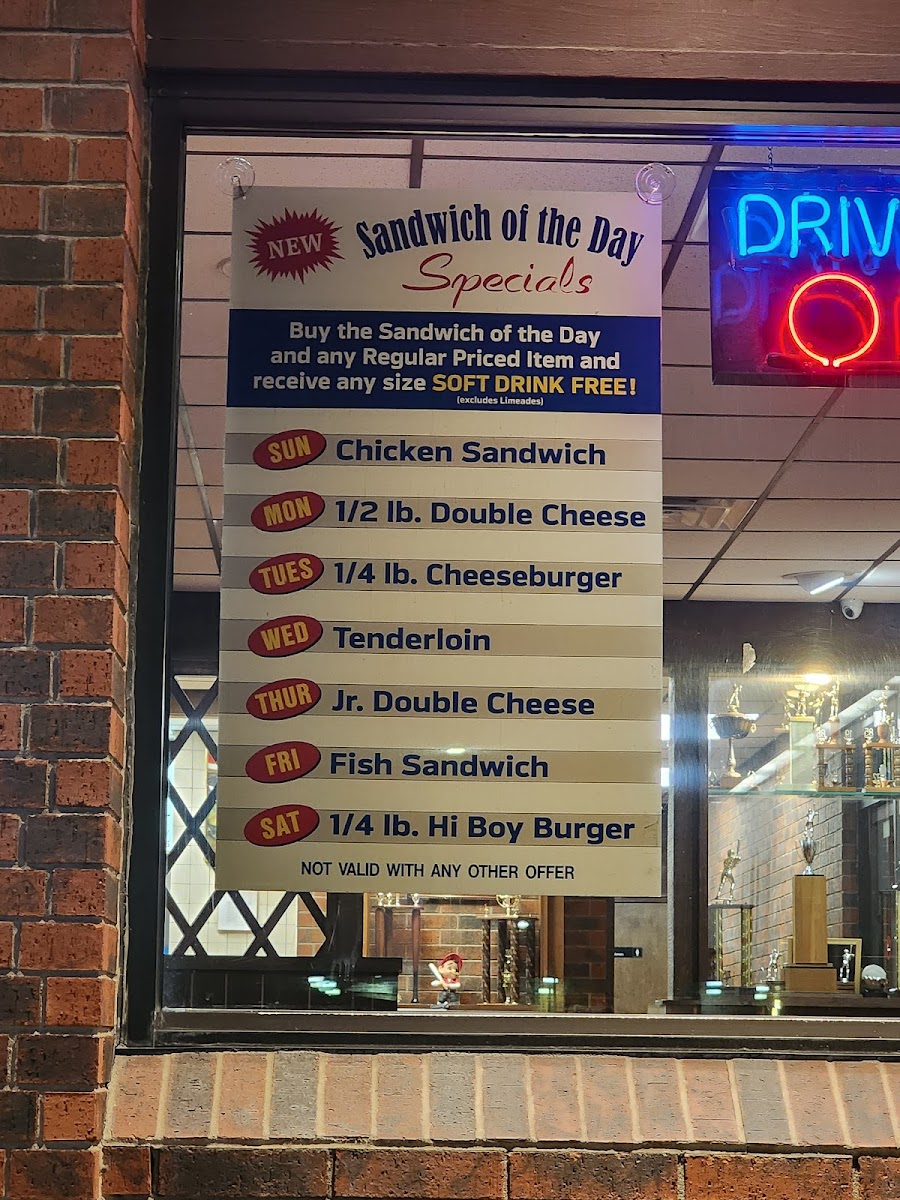 NEW
Sandwich of the Day
Specials
Buy the Sandwich of the Day
and any Regular Priced Item and
receive any size SOFT DRINK FREE!
(excludes Limeades)
SUN Chicken Sandwich
MON 1/2 lb. Double Cheese
TUES 1/4 lb. Cheeseburger
WED Tenderloin
THUR Jr. Double Cheese
FRI Fish Sandwich
SAT 1/4 lb. Hi Boy Burger
NOT VALID WITH ANY OTHER OFFER
DRIV
O